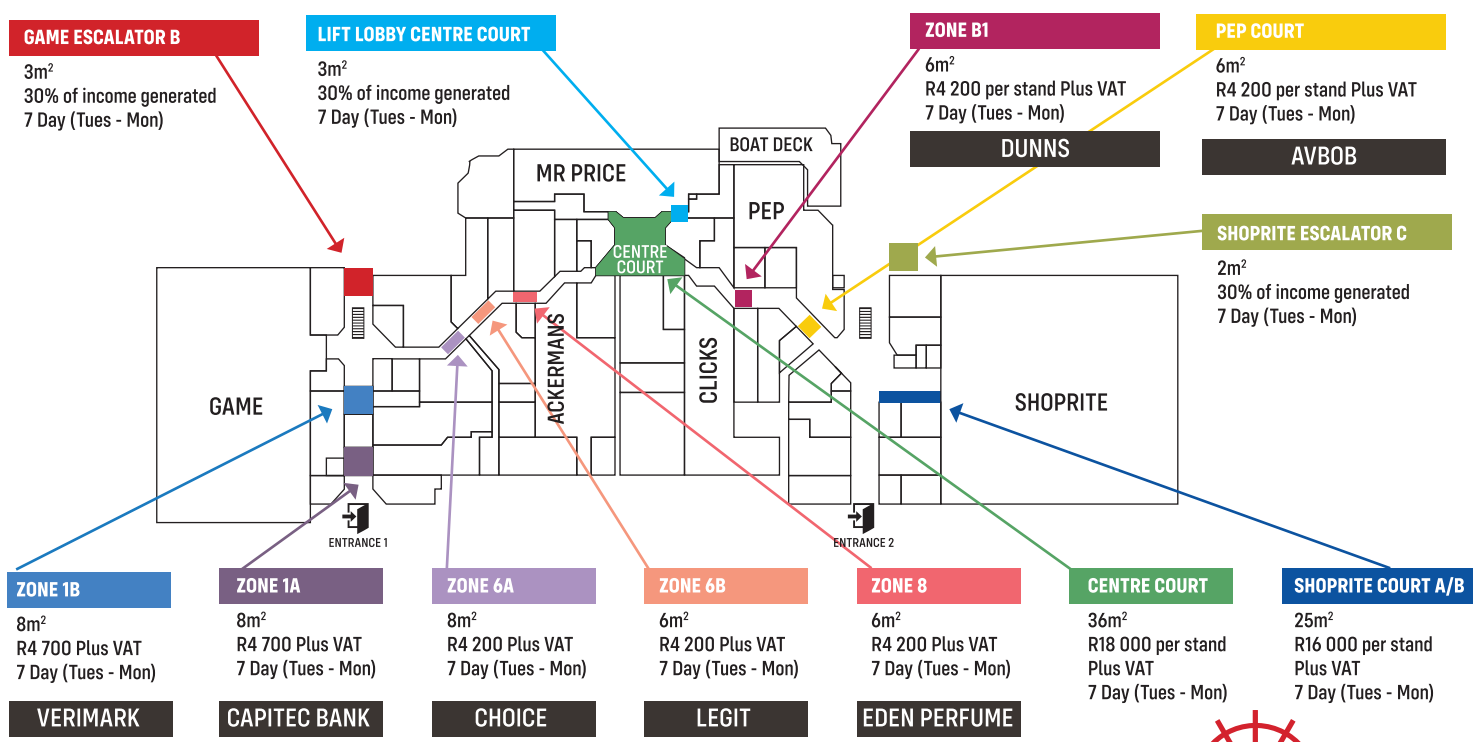 GAME ESCALATOR B
3m²
30% of income generated
7 Day (Tues - Mon)
LIFT LOBBY CENTRE COURT
3m²
30% of income generated
7 Day (Tues - Mon)
ZONE B1
6m²
R4 200 per stand Plus VAT
7 Day (Tues - Mon)
DUNNS
PEP COURT
6m²
R4 200 per stand Plus VAT
7 Day (Tues - Mon)
AVBOB
SHOPRITE ESCALATOR C
2m²
30% of income generated
7 Day (Tues - Mon)
BOAT DECK
MR PRICE
PEP
CENTRE
COURT
GAME
ACKERMANS
CLICKS
SHOPRITE
ENTRANCE 1
ENTRANCE 2
ZONE 1B
8m²
R4 700 Plus VAT
7 Day (Tues - Mon)
VERIMARK
ZONE 1A
8m²
R4 700 Plus VAT
7 Day (Tues - Mon)
CAPITEC BANK
ZONE 6A
8m²
R4 200 Plus VAT
7 Day (Tues - Mon)
CHOICE
ZONE 6B
6m²
R4 200 Plus VAT
7 Day (Tues - Mon)
LEGIT
ZONE 8
6m²
R4 200 Plus VAT
7 Day (Tues - Mon)
EDEN PERFUME
CENTRE COURT
36m²
R18 000 per stand
Plus VAT
7 Day (Tues - Mon)
SHOPRITE COURT A/B
25m²
R16 000 per stand
Plus VAT
7 Day (Tues - Mon)